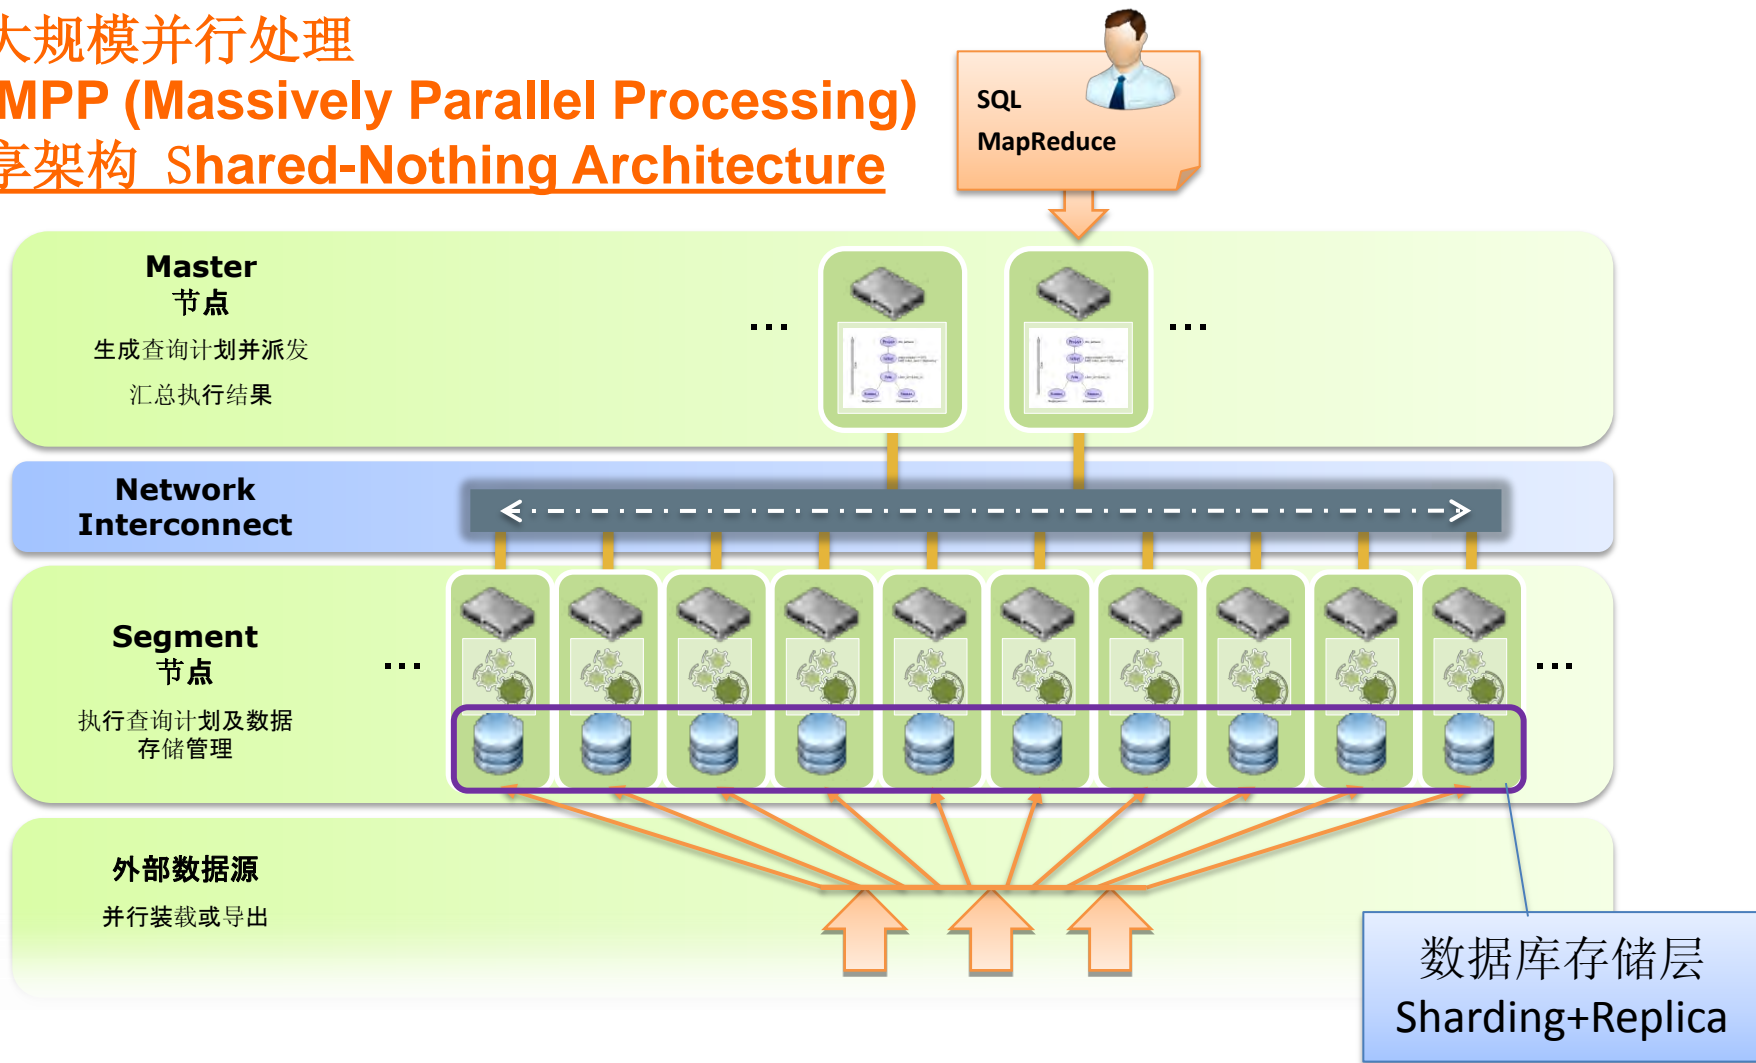 大规模并行处理
MPP (Massively Parallel Processing)
享架构 Shared-Nothing Architecture
SQL
MapReduce
Master
节点
生成查询计划并派发
汇总执行结果
...
...
Network
Interconnect
Segment
节点
执行查询计划及数据
存储管理
...
...
外部数据源
并行装载或导出
数据库存储层
Sharding+Replica